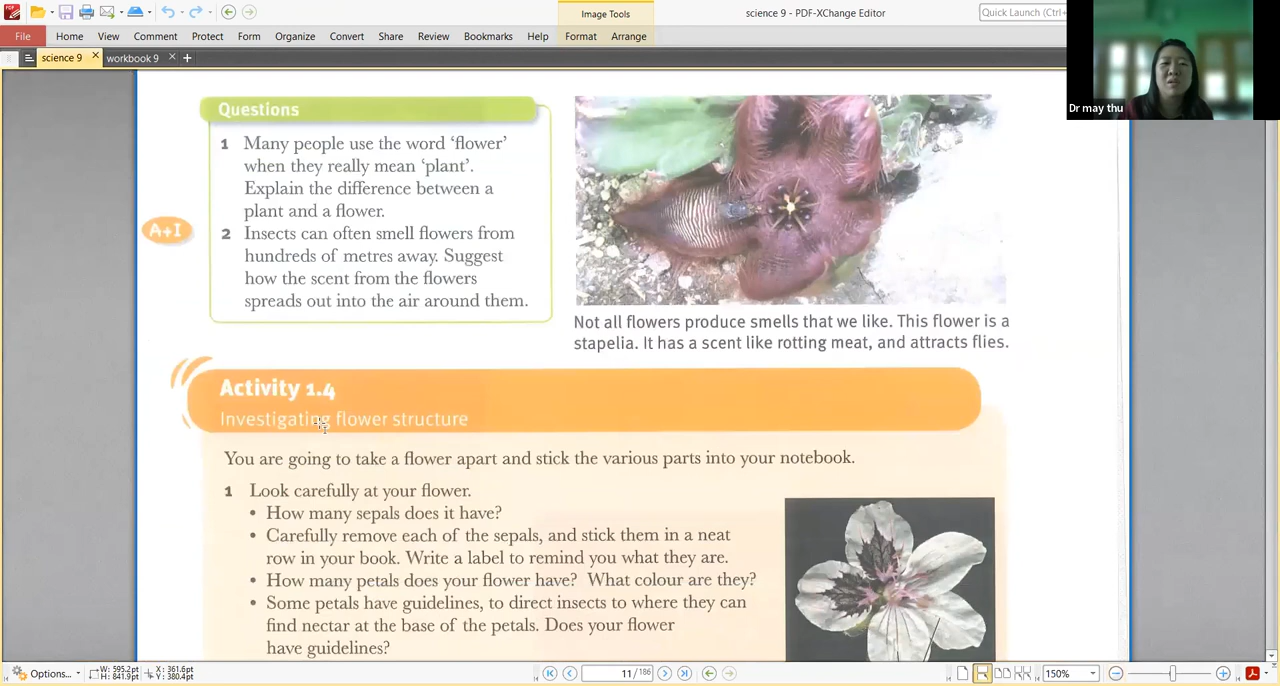 Image Tools
science 9 - PDF-XChange Editor
Quick Launch (Ctrl+
File
Home
View
Comment
Protect
Form
Organize
Convert
Share
Review
Bookmarks
Help
Format
Arrange
science 9
workbook 9
Dr may thu
Questions
1 Many people use the word ‘flower’
when they really mean ‘plant’.
Explain the difference between a
plant and a flower.
A+I
2 Insects can often smell flowers from
hundreds of metres away. Suggest
how the scent from the flowers
spreads out into the air around them.
Not all flowers produce smells that we like. This flower is a
stapelia. It has a scent like rotting meat, and attracts flies.
Activity 1.4
Investigating flower structure
You are going to take a flower apart and stick the various parts into your notebook.
1 Look carefully at your flower.
• How many sepals does it have?
• Carefully remove each of the sepals, and stick them in a neat
row in your book. Write a label to remind you what they are.
• How many petals does your flower have? What colour are they?
• Some petals have guidelines, to direct insects to where they can
find nectar at the base of the petals. Does your flower
have guidelines?
Options...
W: 595.2pt
H: 841.9pt
X: 361.6pt
Y: 380.4pt
11 / 186
150%